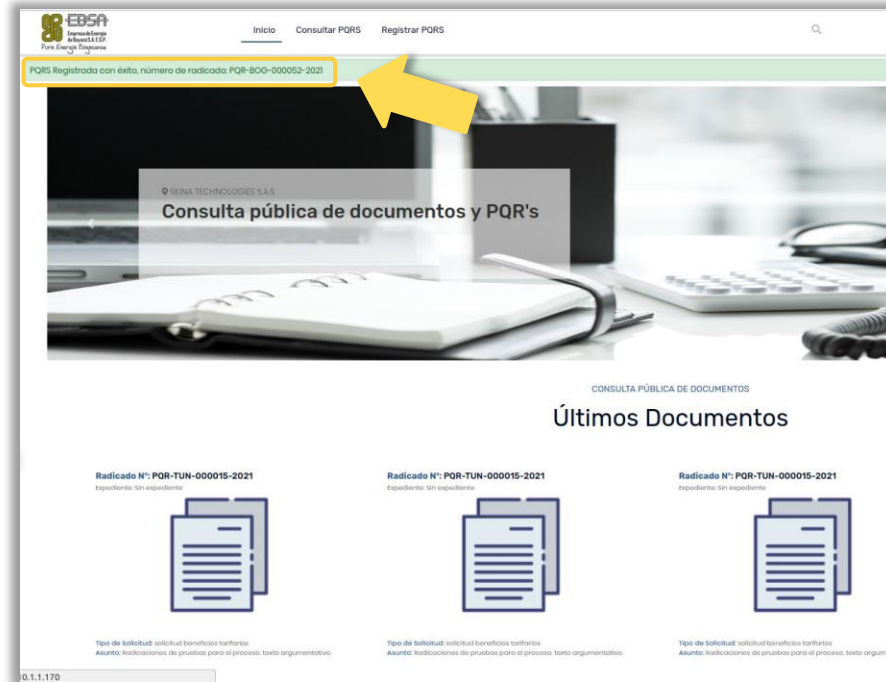 EBSA
Empresa de Energía
de Boyacá S.A. E.S.P.
Pura Energía Boyacense
Inicio
Consultar PQRS
Registrar PQRS
PQRS Registrada con éxito, número de radicado: PQR-BOG-000052-2021
SKINA TECHNOLOGIES S.A.S
Consulta pública de documentos y PQR's
CONSULTA PÚBLICA DE DOCUMENTOS
Últimos Documentos
Radicado N°: PQR-TUN-000015-2021
Expediente: Sin expediente
Tipo de Solicitud: solicitud beneficios tarifarios
Asunto: Radicaciones de pruebas para el proceso, texto argumentativo
Radicado N°: PQR-TUN-000015-2021
Expediente: Sin expediente
Tipo de Solicitud: solicitud beneficios tarifarios
Asunto: Radicaciones de pruebas para el proceso, texto argumentativo
Radicado N°: PQR-TUN-000015-2021
Expediente: Sin expediente
Tipo de Solicitud: solicitud beneficios tarifarios
Asunto: Radicaciones de pruebas para el proceso, texto argum
0.1.1.170